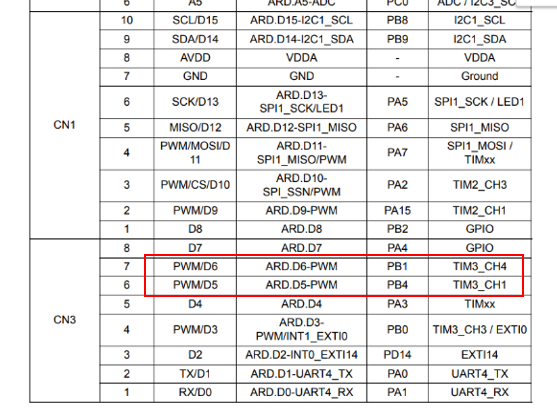 6 A5 ARD.A5-ADC PC0 ADC / I2C3_SC
10 SCL/D15 ARD.D15-I2C1_SCL PB8 I2C1_SCL
9 SDA/D14 ARD.D14-I2C1_SDA PB9 I2C1_SDA
8 AVDD VDDA - VDDA
7 GND GND - Ground
CN1
6 SCK/D13 ARD.D13-
SPI1_SCK/LED1 PA5 SPI1_SCK / LED1
5 MISO/D12 ARD.D12-SPI1_MISO PA6 SPI1_MISO
4 PWM/MOSI/D
11 ARD.D11-
SPI1_MISO/PWM PA7 SPI1_MOSI /
TIMxx
3 PWM/CS/D10 ARD.D10-
SPI_SSN/PWM PA2 TIM2_CH3
2 PWM/D9 ARD.D9-PWM PA15 TIM2_CH1
1 D8 ARD.D8 PB2 GPIO
CN3
8 D7 ARD.D7 PA4 GPIO
7 PWM/D6 ARD.D6-PWM PB1 TIM3_CH4
6 PWM/D5 ARD.D5-PWM PB4 TIM3_CH1
5 D4 ARD.D4 PA3 TIMxx
4 PWM/D3 ARD.D3-
PWM/INT1_EXTI0 PB0 TIM3_CH3 / EXTI0
3 D2 ARD.D2-INT0_EXTI14 PD14 EXTI14
2 TX/D1 ARD.D1-UART4_TX PA0 UART4_TX
1 RX/D0 ARD.D0-UART4_RX PA1 UART4_RX